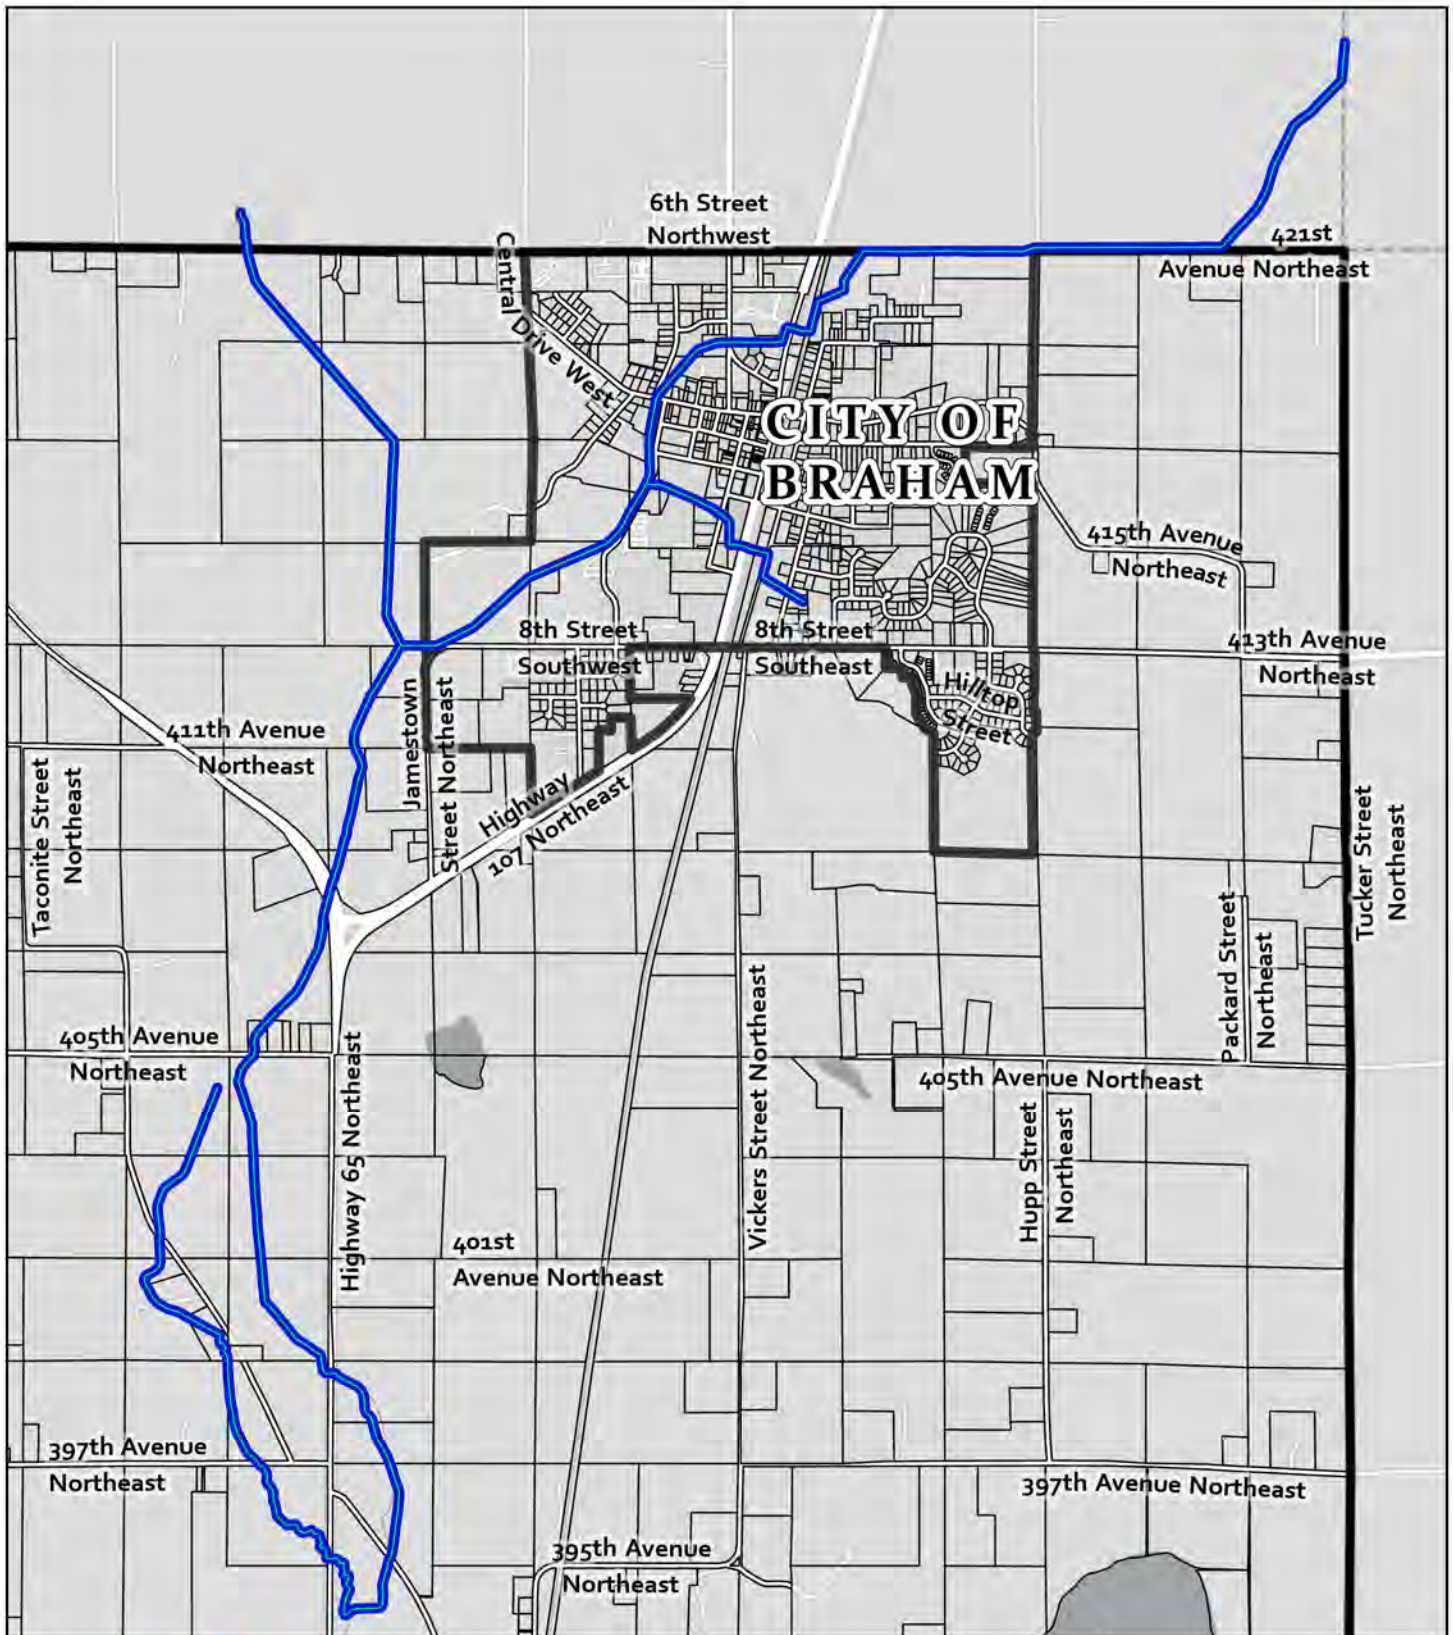 6th Street
Northwest
421st
Avenue Northeast
Central Drive West
CITY OF
BRAHAM
415th Avenue
Northeast
8th Street
Southwest
8th Street
Southeast
413th Avenue
Northeast
Hilltop
Street
411th Avenue
Northeast
Jamestown
Street Northeast
Highway
107 Northeast
Taconite Street
Northeast
Tucker Street
Northeast
Packard Street
Northeast
405th Avenue
Northeast
Highway 65 Northeast
Vickers Street Northeast
405th Avenue Northeast
Hupp Street
Northeast
401st
Avenue Northeast
397th Avenue
Northeast
397th Avenue Northeast
395th Avenue
Northeast